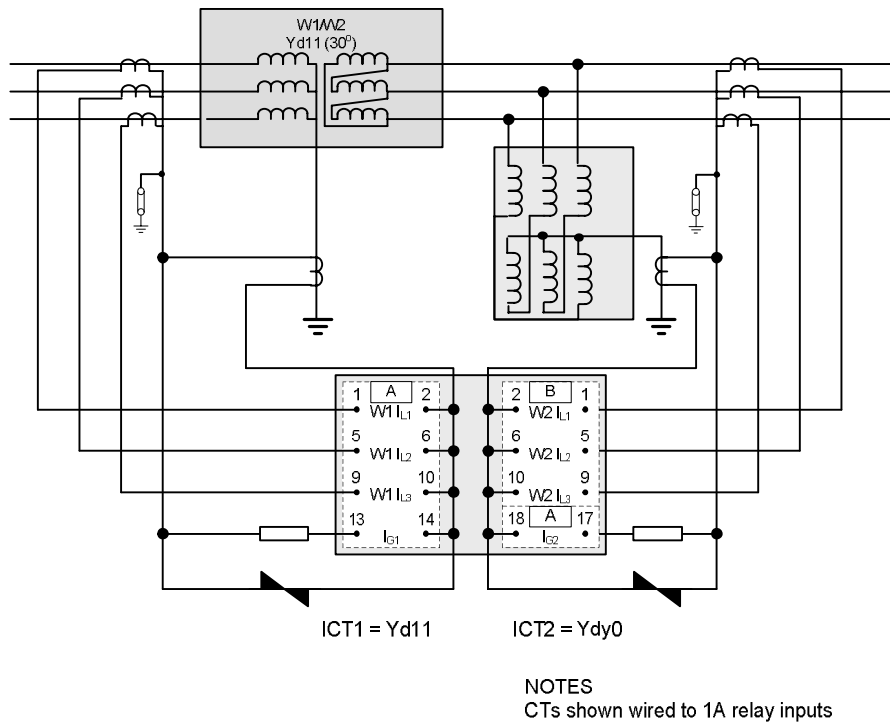 W1/W2
Yd11 (30⁰)
1 A 2 2 B 1
W1 IL1 W2 IL1
5 6 6 5
W1 IL2 W2 IL2
9 10 10 9
W1 IL3 W2 IL3
13 14 18 A 17
IG1 IG2
ICT1 = Yd11 ICT2 = Ydy0
NOTES
CTs shown wired to 1A relay inputs